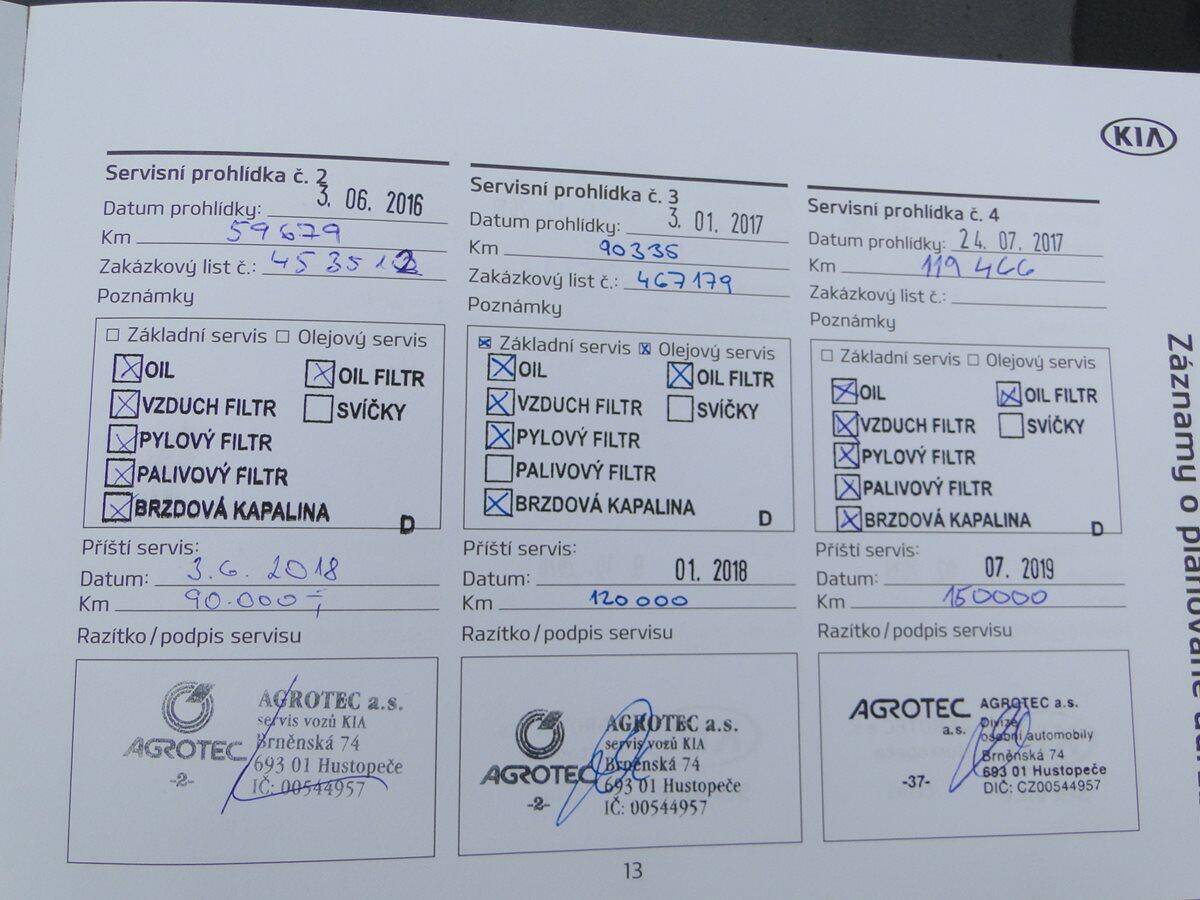 KIA
Servisní prohlídka č. 2
Datum prohlídky: 3. 06. 2016
Km 59679
Zakázkový list č.: 453512
Poznámky
☐ Základní servis ☐ Olejový servis
☒ OIL ☒ OIL FILTR
☒ VZDUCH FILTR ☐ SVÍČKY
☒ PYLOVÝ FILTR
☒ PALIVOVÝ FILTR
☒ BRZDOVÁ KAPALINA
D
Příští servis:
Datum: 3.6. 2018
Km 90.000-;
Razítko/podpis servisu
AGROTEC
-2-
AGROTEC a.s.
servis vozů KIA
Brněnská 74
693 01 Hustopeče
IČ: 00544957
Servisní prohlídka č. 3
Datum prohlídky: 3. 01. 2017
Km 90335
Zakázkový list č.: 467179
Poznámky
☒ Základní servis ☒ Olejový servis
☒ OIL ☒ OIL FILTR
☒ VZDUCH FILTR ☐ SVÍČKY
☒ PYLOVÝ FILTR
☐ PALIVOVÝ FILTR
☒ BRZDOVÁ KAPALINA
D
Příští servis:
Datum: 01. 2018
Km 120000
Razítko/podpis servisu
AGROTEC
-2-
AGROTEC a.s.
servis vozů KIA
Brněnská 74
693 01 Hustopeče
IČ: 00544957
Servisní prohlídka č. 4
Datum prohlídky: 24. 07. 2017
Km 119 466
Zakázkový list č.:
Poznámky
☐ Základní servis ☐ Olejový servis
☒ OIL ☒ OIL FILTR
☒ VZDUCH FILTR ☐ SVÍČKY
☒ PYLOVÝ FILTR
☒ PALIVOVÝ FILTR
☒ BRZDOVÁ KAPALINA
D
Příští servis:
Datum: 07. 2019
Km 150000
Razítko/podpis servisu
AGROTEC
a.s.
-37-
AGROTEC a.s.
Divize
osobní automobily
Brněnská 74
693 01 Hustopeče
DIČ: CZ00544957
Záznamy o plánované
13